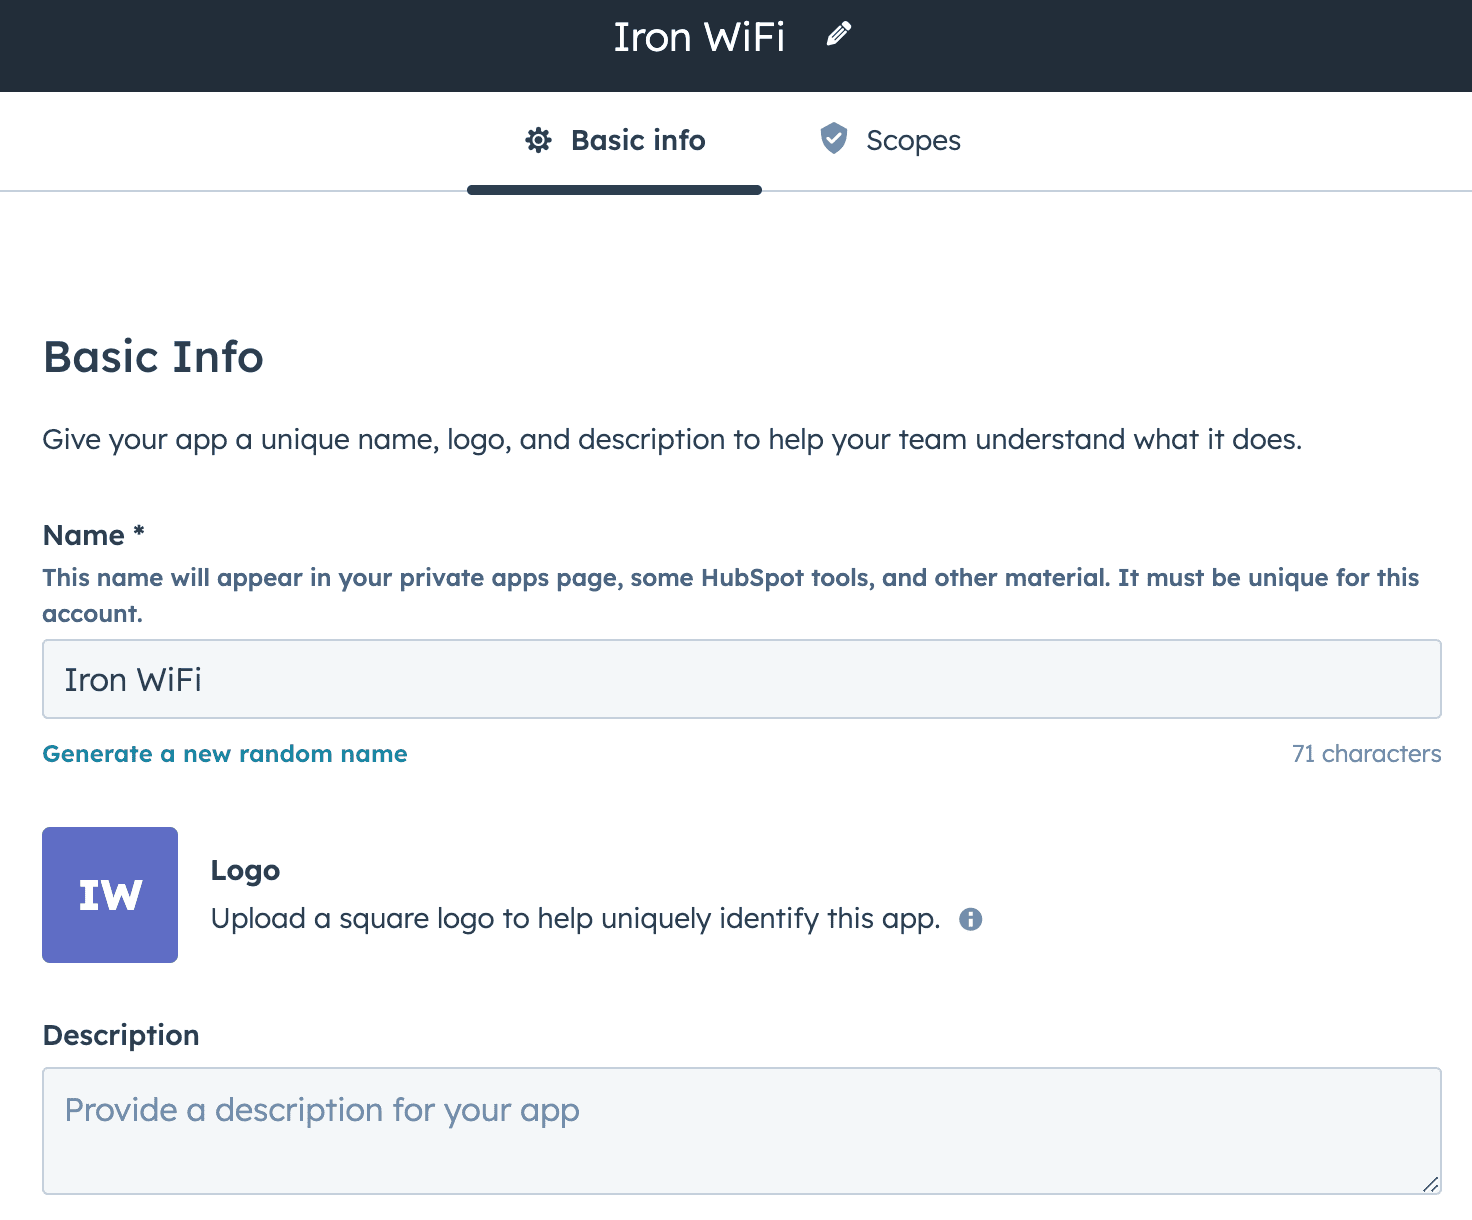 Iron WiFi
Basic info
Scopes
Basic Info
Give your app a unique name, logo, and description to help your team understand what it does.
Name *
This name will appear in your private apps page, some HubSpot tools, and other material. It must be unique for this
account.
Iron WiFi
Generate a new random name
71 characters
IW
Logo
Upload a square logo to help uniquely identify this app.
Description
Provide a description for your app